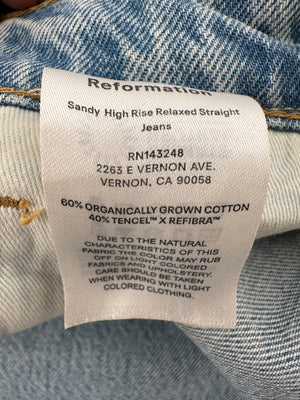 Reformation
Sandy High Rise Relaxed Straight
Jeans
RN143248
2263 E VERNON AVE.
VERNON, CA 90058
60% ORGANICALLY GROWN COTTON
40% TENCEL™ X REFIBRA™
DUE TO THE NATURAL
CHARACTERISTICS OF THIS
FABRIC THE COLOR MAY RUB
OFF ON LIGHT COLORED
FABRICS AND UPHOLSTERY.
CARE SHOULD BE TAKEN
WHEN WEARING WITH LIGHT
COLORED CLOTHING.